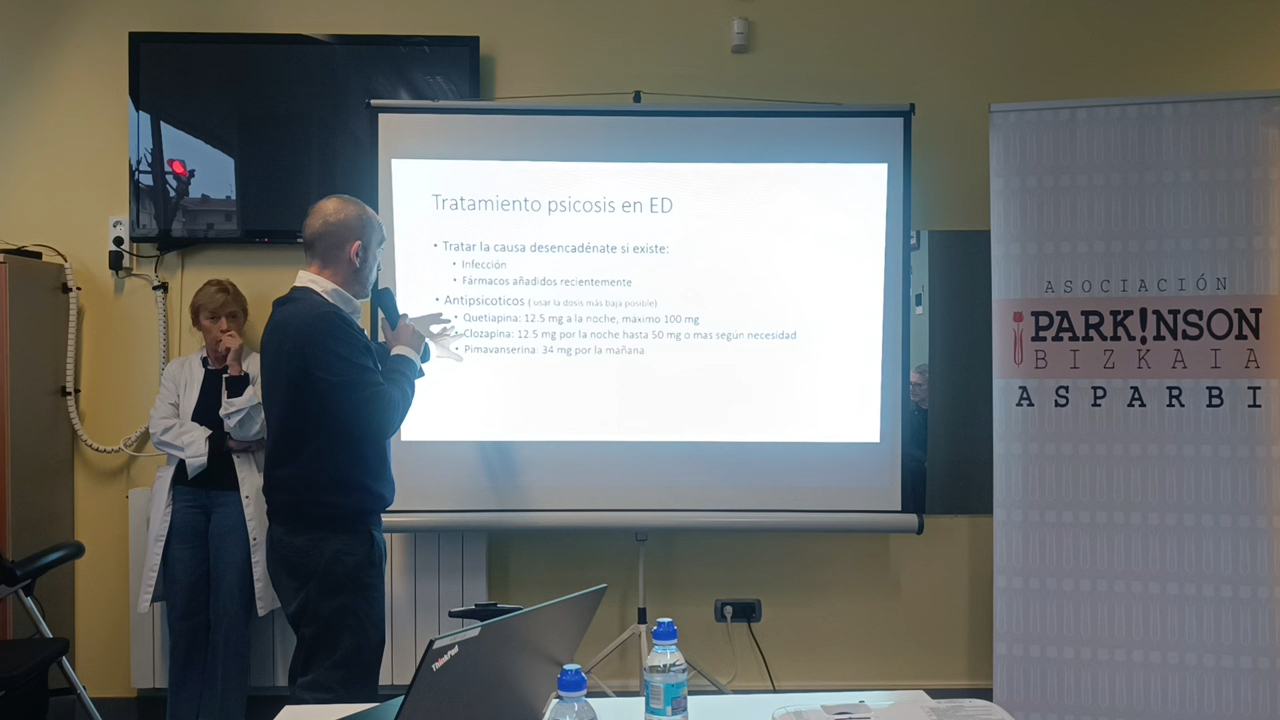 Tratamiento psicosis en ED
• Tratar la causa desencadénate si existe:
• Infección
• Fármacos añadidos recientemente
• Antipsicoticos ( usar la dosis más baja posible)
• Quetiapina: 12.5 mg a la noche, máximo 100 mg
• Clozapina: 12.5 mg por la noche hasta 50 mg o mas según necesidad
• Pimavanserina: 34 mg por la mañana
ASOCIACIÓN
PARK!NSON
BIZKAIA
ASPARBI
ThinkPad